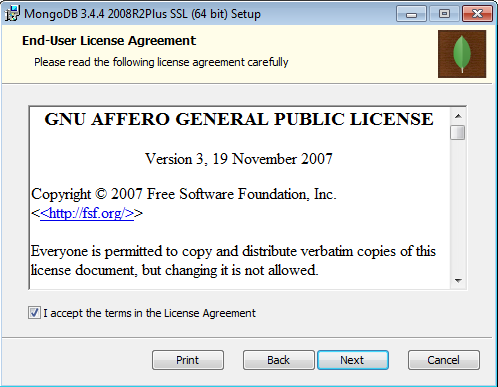 MongoDB 3.4.4 2008R2Plus SSL (64 bit) Setup
End-User License Agreement
Please read the following license agreement carefully
GNU AFFERO GENERAL PUBLIC LICENSE
Version 3, 19 November 2007
Copyright © 2007 Free Software Foundation, Inc.
<<http://fsf.org/>>
Everyone is permitted to copy and distribute verbatim copies of this
license document, but changing it is not allowed.
I accept the terms in the License Agreement
Print Back Next Cancel